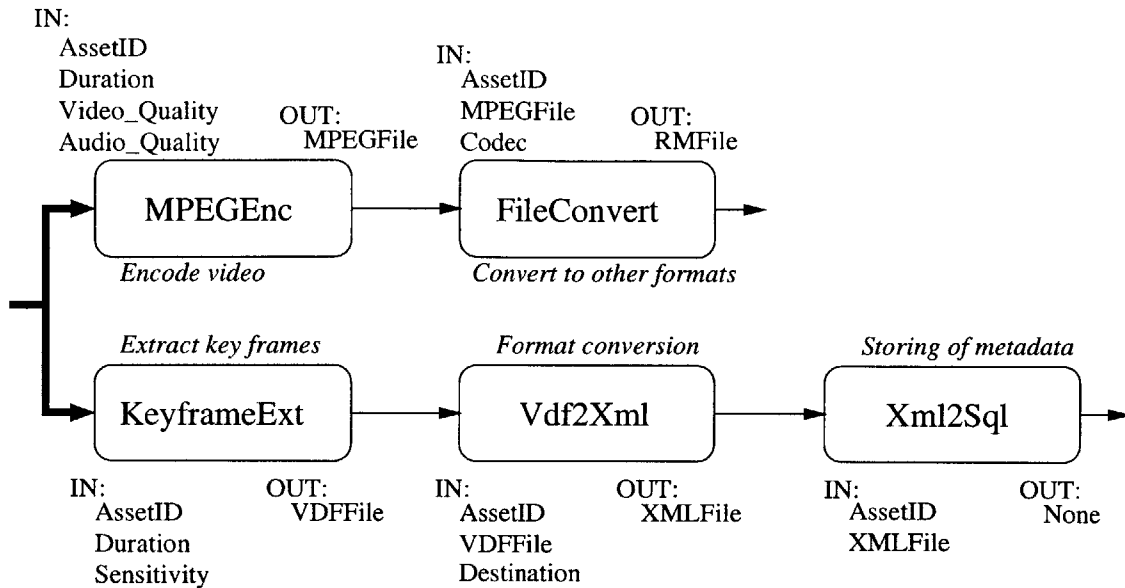 IN:
AssetID
Duration
Video_Quality
Audio_Quality
OUT:
MPEGFile
MPEGEnc
Encode video
IN:
AssetID
MPEGFile
Codec
OUT:
RMFile
FileConvert
Convert to other formats
Extract key frames
KeyframeExt
IN:
AssetID
Duration
Sensitivity
OUT:
VDFFile
Format conversion
Vdf2Xml
IN:
AssetID
VDFFile
Destination
OUT:
XMLFile
Storing of metadata
Xml2Sql
IN:
AssetID
XMLFile
OUT:
None